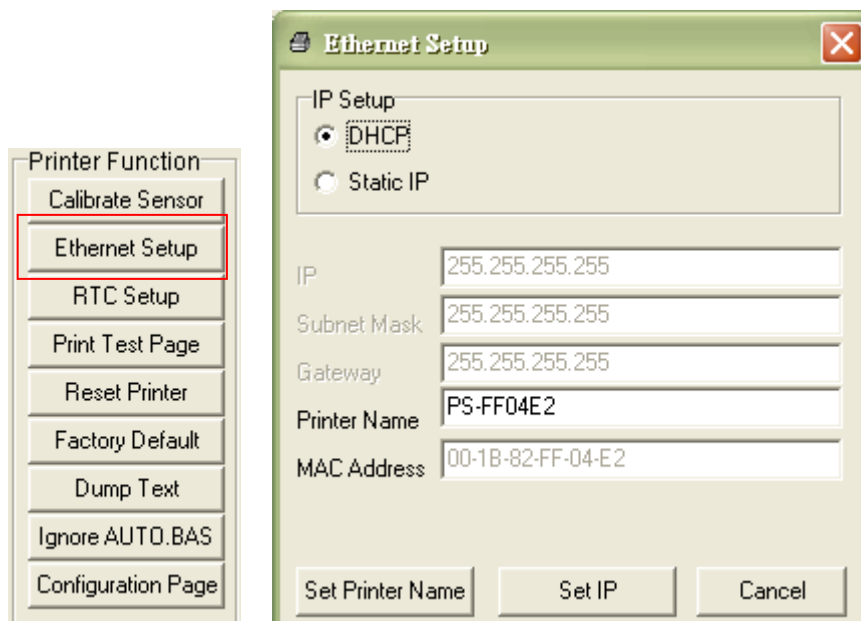 Printer Function
Calibrate Sensor
Ethernet Setup
RTC Setup
Print Test Page
Reset Printer
Factory Default
Dump Text
Ignore AUTO.BAS
Configuration Page
Ethernet Setup
IP Setup
DHCP
Static IP
IP 255.255.255.255
Subnet Mask 255.255.255.255
Gateway 255.255.255.255
Printer Name PS-FF04E2
MAC Address 00-1B-82-FF-04-E2
Set Printer Name Set IP Cancel